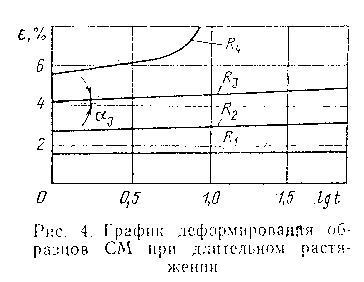 ε,%
R4
6
R3
4
α3
R2
2
R1
0 0,5 1,0 1,5 lgt
Рис. 4. График деформирования об-
разцов СМ при длительном растя-
жении